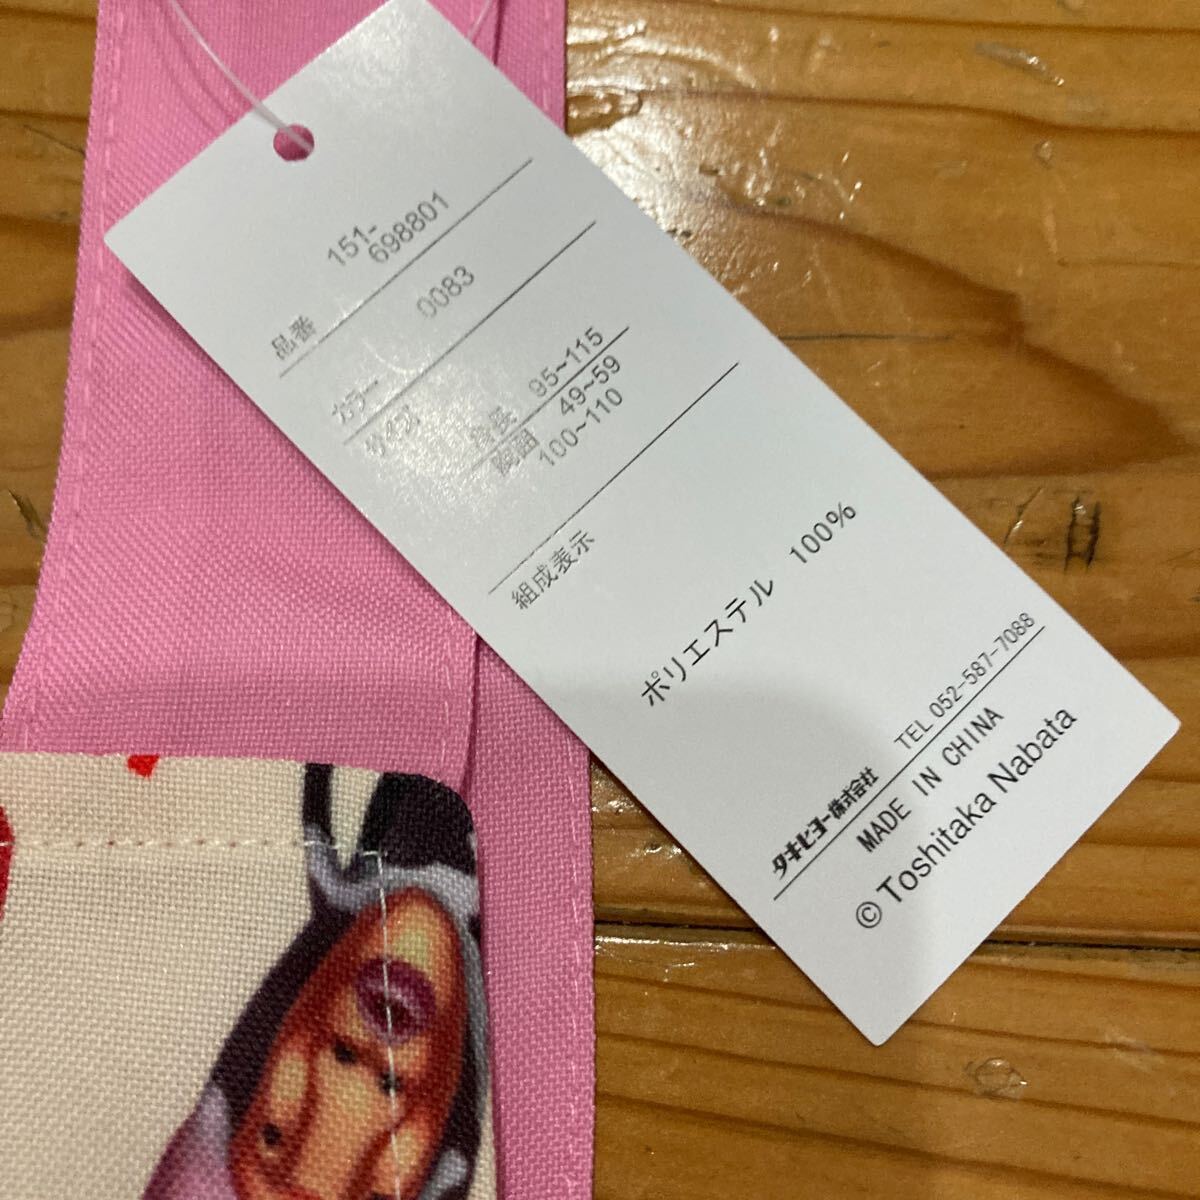 品番 151-
698801
カラー 0083
サイズ 身長 95~115
胸囲 49~59
100~110
組成表示
ポリエステル 100%
タキヒヨー株式会社 TEL 052-587-7088
MADE IN CHINA
© Toshitaka Nabata